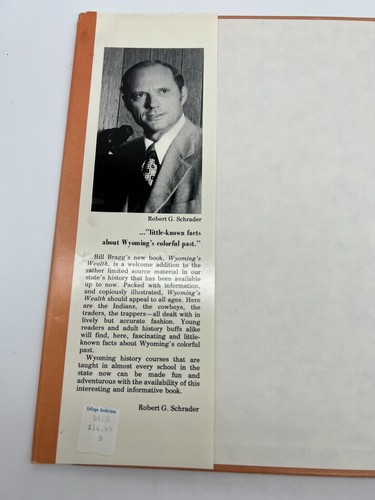 Robert G. Schrader
..."little-known facts
about Wyoming's colorful past."
Bill Bragg's new book, Wyoming's
Wealth, is a welcome addition to the
rather limited source material in our
state's history that has been available
up to now. Packed with information,
and copiously illustrated, Wyoming's
Wealth should appeal to all ages. Here
are the Indians, the cowboys, the
traders, the trappers—all dealt with in
lively but accurate fashion. Young
readers and adult history buffs alike
will find, here, fascinating and little-
known facts about Wyoming's colorful
past.
Wyoming history courses that are
taught in almost every school in the
state now can be made fun and
adventurous with the availability of this
interesting and informative book.
Robert G. Schrader
College